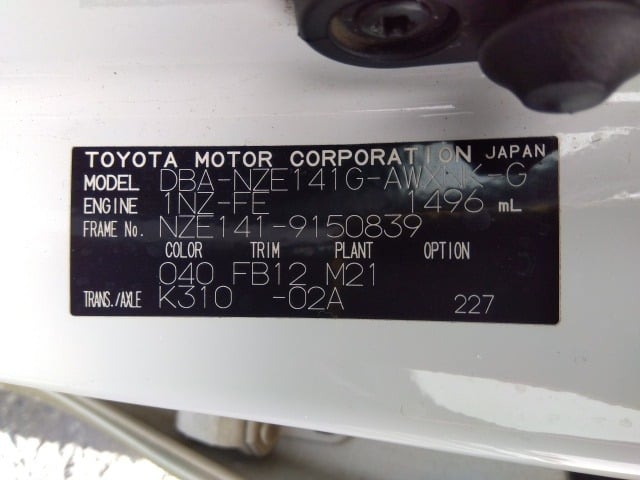 TOYOTA MOTOR CORPORATION JAPAN
MODEL DBA-NZE141G-AWXNK-G
ENGINE 1NZ-FE 1496 mL
FRAME No. NZE141-9150839
COLOR TRIM PLANT OPTION
040 FB12 M21
TRANS./AXLE K310 -02A 227